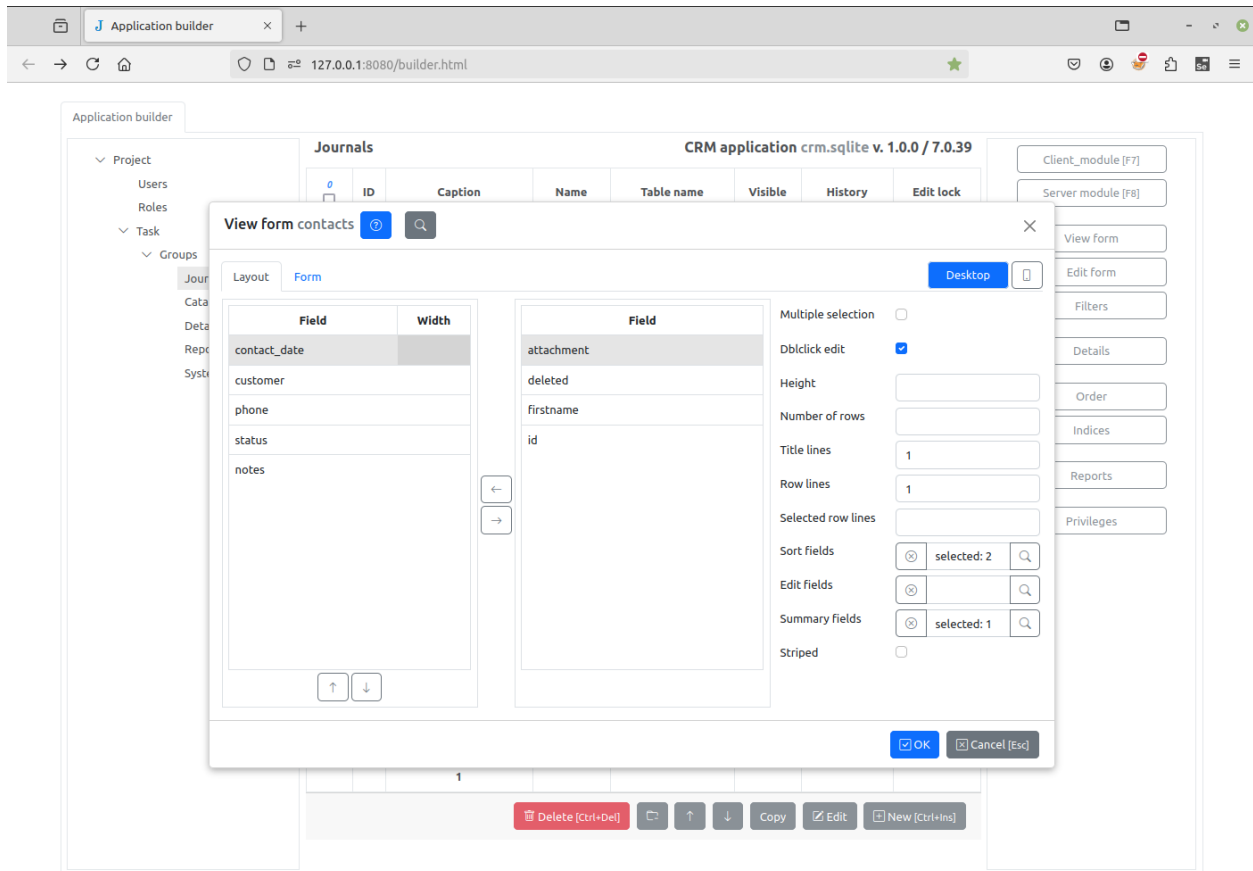 Application builder
127.0.0.1:8080/builder.html
Application builder
Project
Users
Roles
Task
Groups
Jour
Cata
Deta
Repo
Syste
Journals
CRM application crm.sqlite v. 1.0.0 / 7.0.39
0 ID Caption Name Table name Visible History Edit lock
Client_module [F7]
Server module [F8]
View form
Edit form
Filters
Details
Order
Indices
Reports
Privileges
View form contacts
Layout Form
Desktop
Field Width
contact_date
customer
phone
status
notes
Field
attachment
deleted
firstname
id
Multiple selection
Dblclick edit
Height
Number of rows
Title lines 1
Row lines 1
Selected row lines
Sort fields selected: 2
Edit fields
Summary fields selected: 1
Striped
OK Cancel [Esc]
1
Delete [Ctrl+Del] Copy Edit New [Ctrl+Ins]